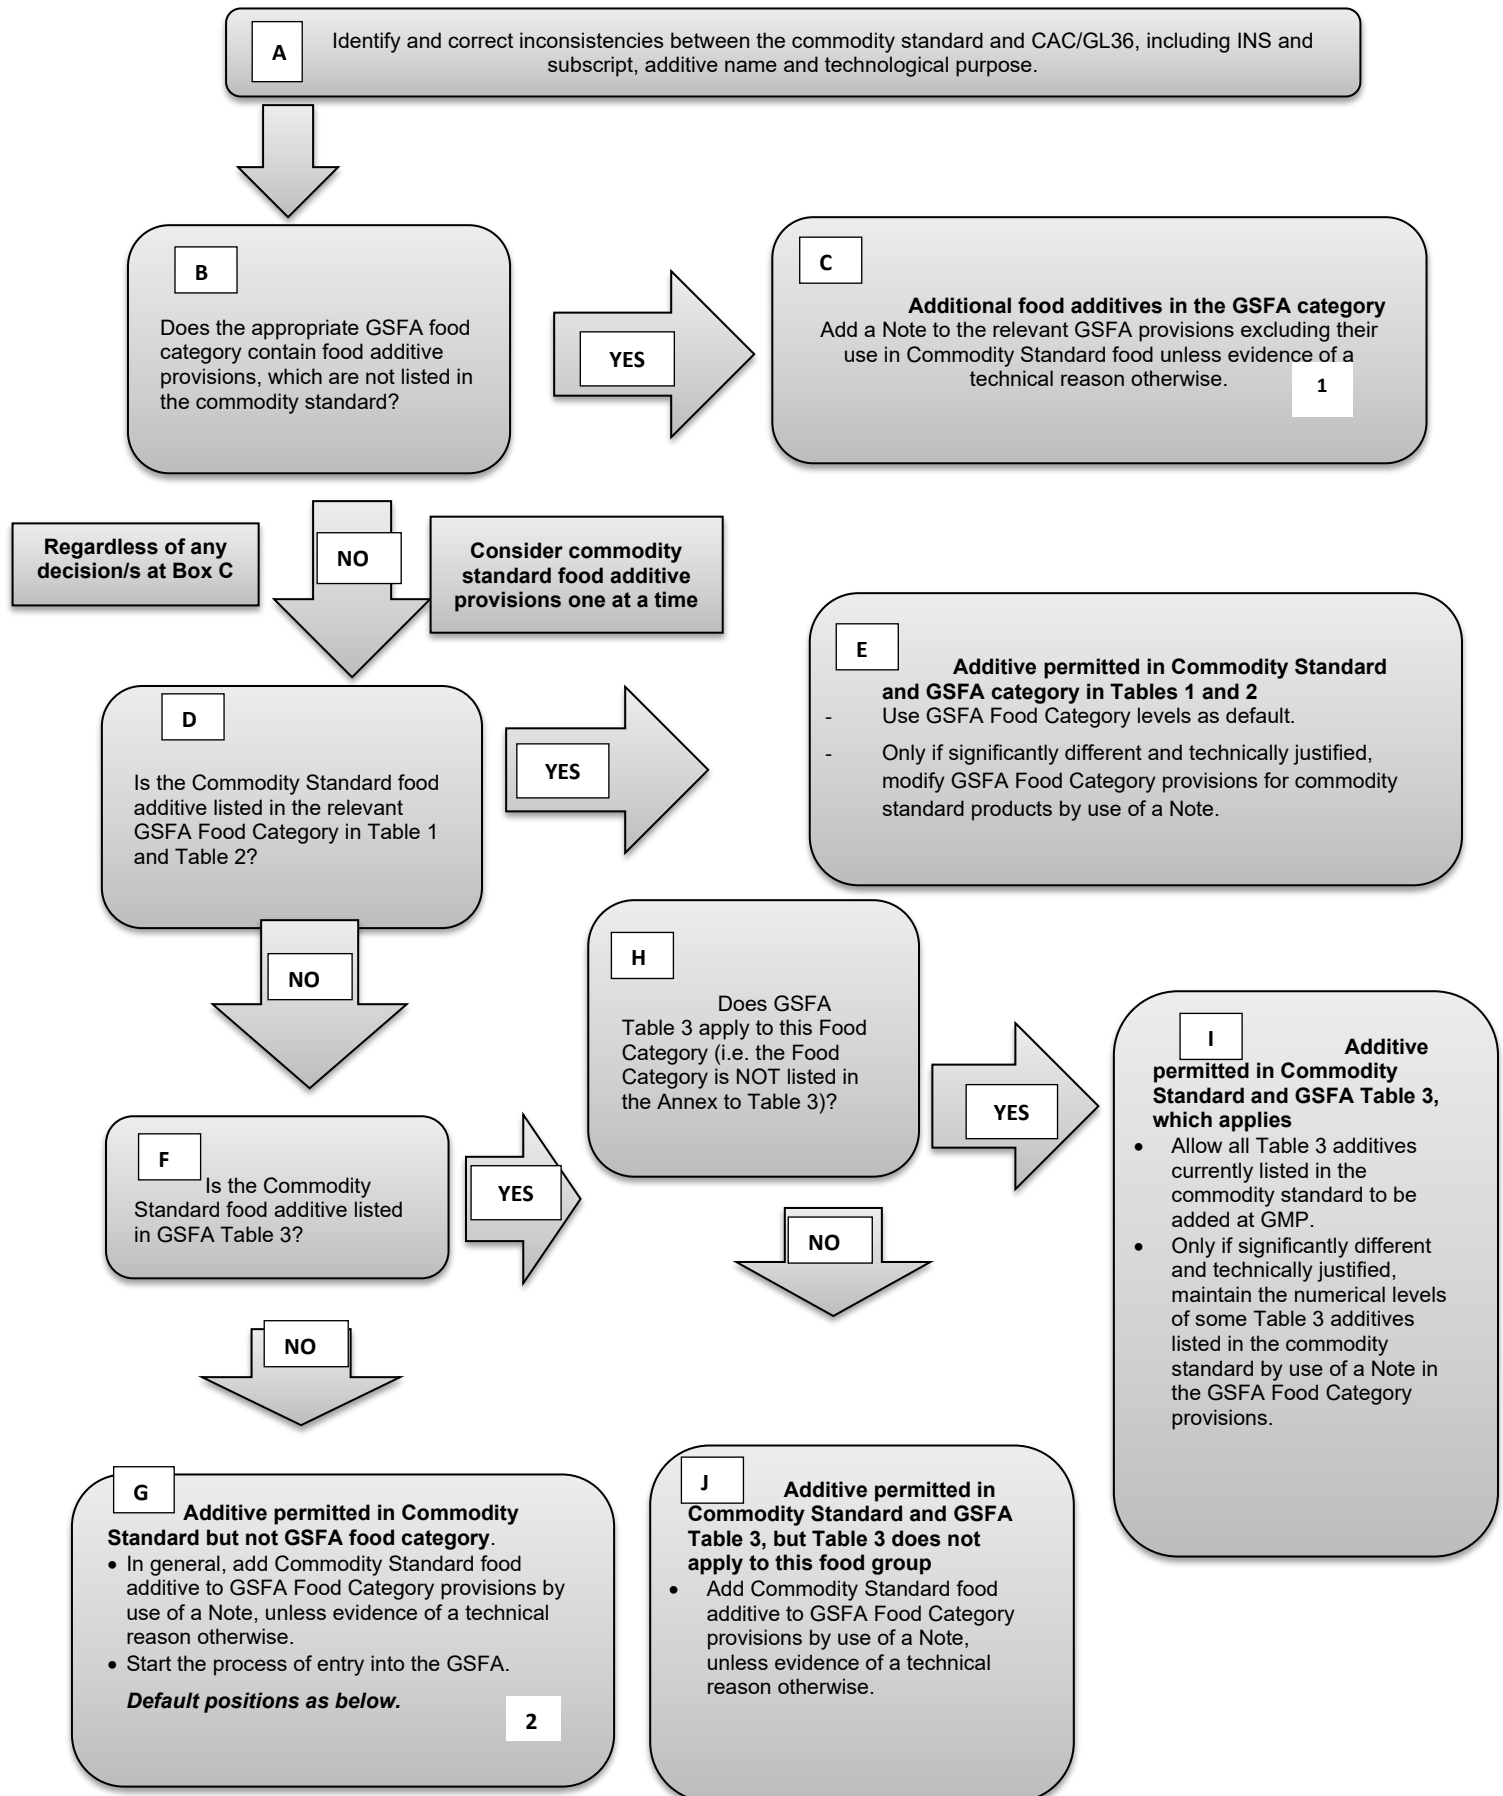 A
Identify and correct inconsistencies between the commodity standard and CAC/GL36, including INS and
subscript, additive name and technological purpose.
B
Does the appropriate GSFA food
category contain food additive
provisions, which are not listed in
the commodity standard?
YES
C
Additional food additives in the GSFA category
Add a Note to the relevant GSFA provisions excluding their
use in Commodity Standard food unless evidence of a
technical reason otherwise.
1
Regardless of any
decision/s at Box C
NO
Consider commodity
standard food additive
provisions one at a time
D
Is the Commodity Standard food
additive listed in the relevant
GSFA Food Category in Table 1
and Table 2?
YES
E
Additive permitted in Commodity Standard
and GSFA category in Tables 1 and 2
- Use GSFA Food Category levels as default.
- Only if significantly different and technically justified,
modify GSFA Food Category provisions for commodity
standard products by use of a Note.
NO
F
Is the Commodity
Standard food additive listed
in GSFA Table 3?
YES
H
Does GSFA
Table 3 apply to this Food
Category (i.e. the Food
Category is NOT listed in
the Annex to Table 3)?
YES
I
Additive
permitted in Commodity
Standard and GSFA Table 3,
which applies
• Allow all Table 3 additives
currently listed in the
commodity standard to be
added at GMP.
• Only if significantly different
and technically justified,
maintain the numerical levels
of some Table 3 additives
listed in the commodity
standard by use of a Note in
the GSFA Food Category
provisions.
NO
NO
G
Additive permitted in Commodity
Standard but not GSFA food category.
• In general, add Commodity Standard food
additive to GSFA Food Category provisions by
use of a Note, unless evidence of a technical
reason otherwise.
• Start the process of entry into the GSFA.
Default positions as below.
2
J
Additive permitted in
Commodity Standard and GSFA
Table 3, but Table 3 does not
apply to this food group
• Add Commodity Standard food
additive to GSFA Food Category
provisions by use of a Note,
unless evidence of a technical
reason otherwise.